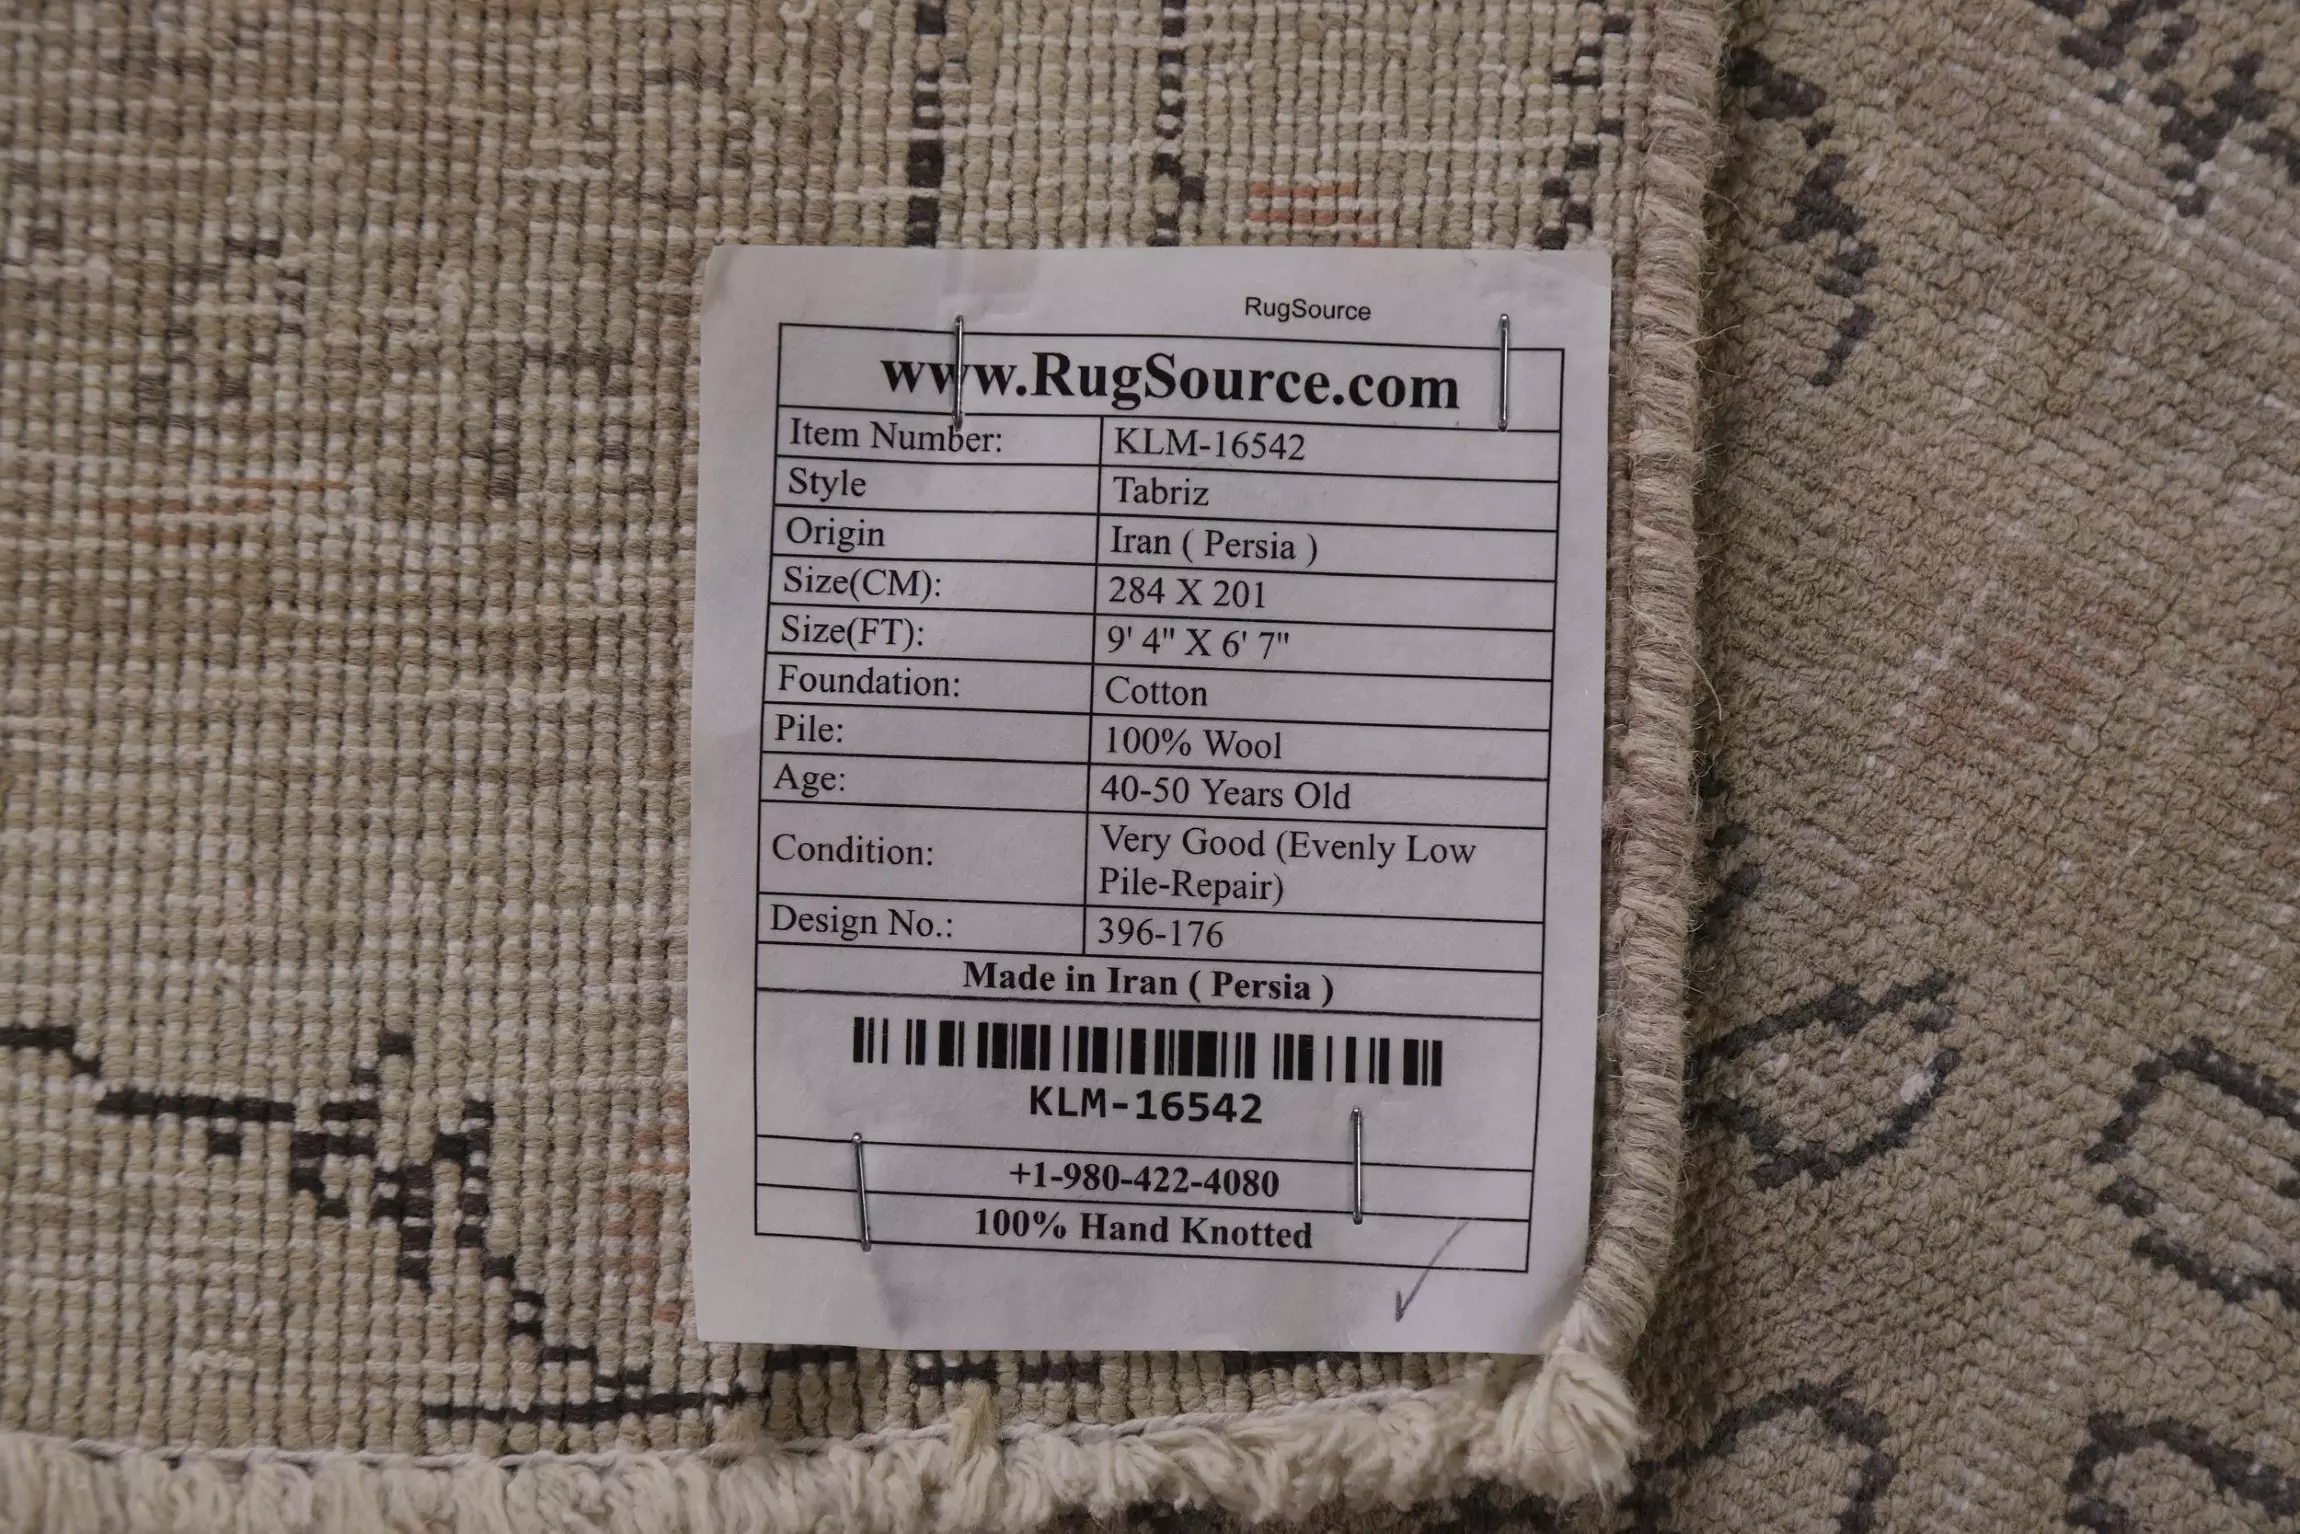 RugSource
www.RugSource.com
Item Number: KLM-16542
Style Tabriz
Origin Iran ( Persia )
Size(CM): 284 X 201
Size(FT): 9' 4" X 6' 7"
Foundation: Cotton
Pile: 100% Wool
Age: 40-50 Years Old
Condition: Very Good (Evenly Low
Pile-Repair)
Design No.: 396-176
Made in Iran ( Persia )
KLM-16542
+1-980-422-4080
100% Hand Knotted